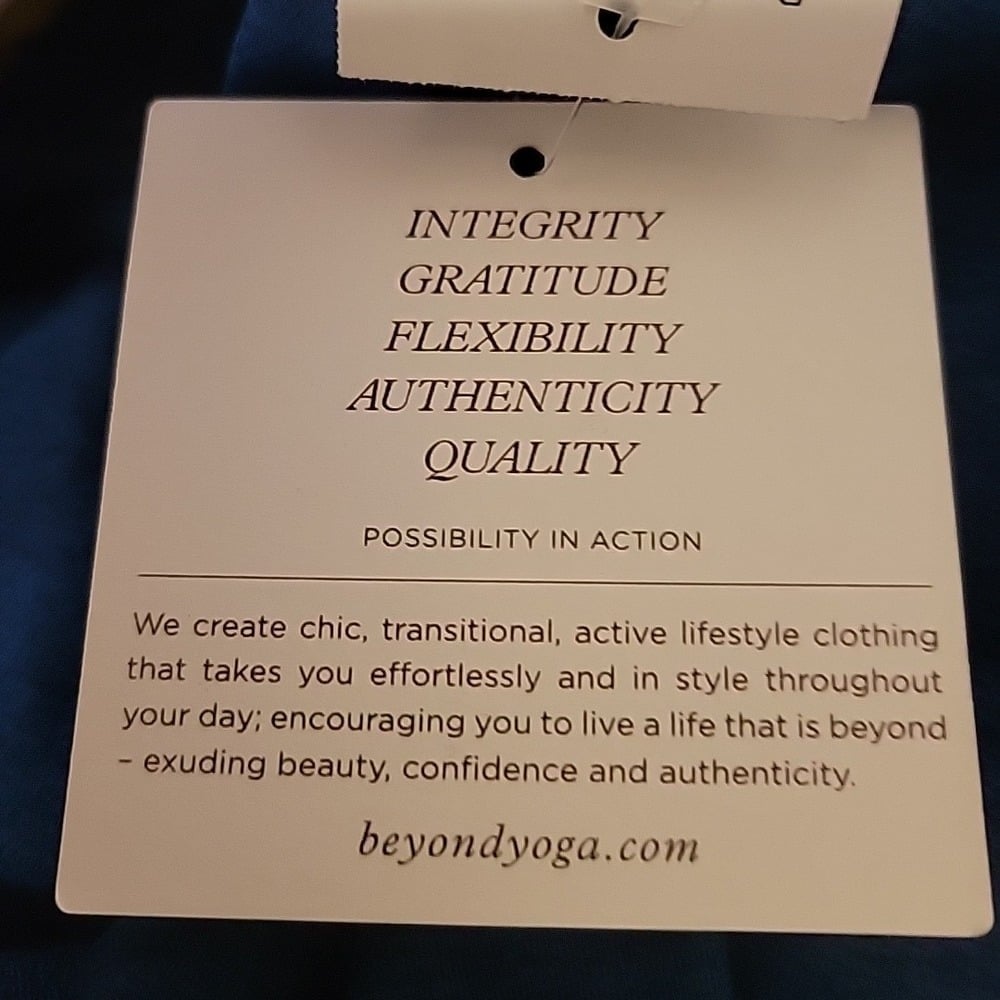 INTEGRITY
GRATITUDE
FLEXIBILITY
AUTHENTICITY
QUALITY
POSSIBILITY IN ACTION
We create chic, transitional, active lifestyle clothing
that takes you effortlessly and in style throughout
your day; encouraging you to live a life that is beyond
– exuding beauty, confidence and authenticity.
beyondyoga.com